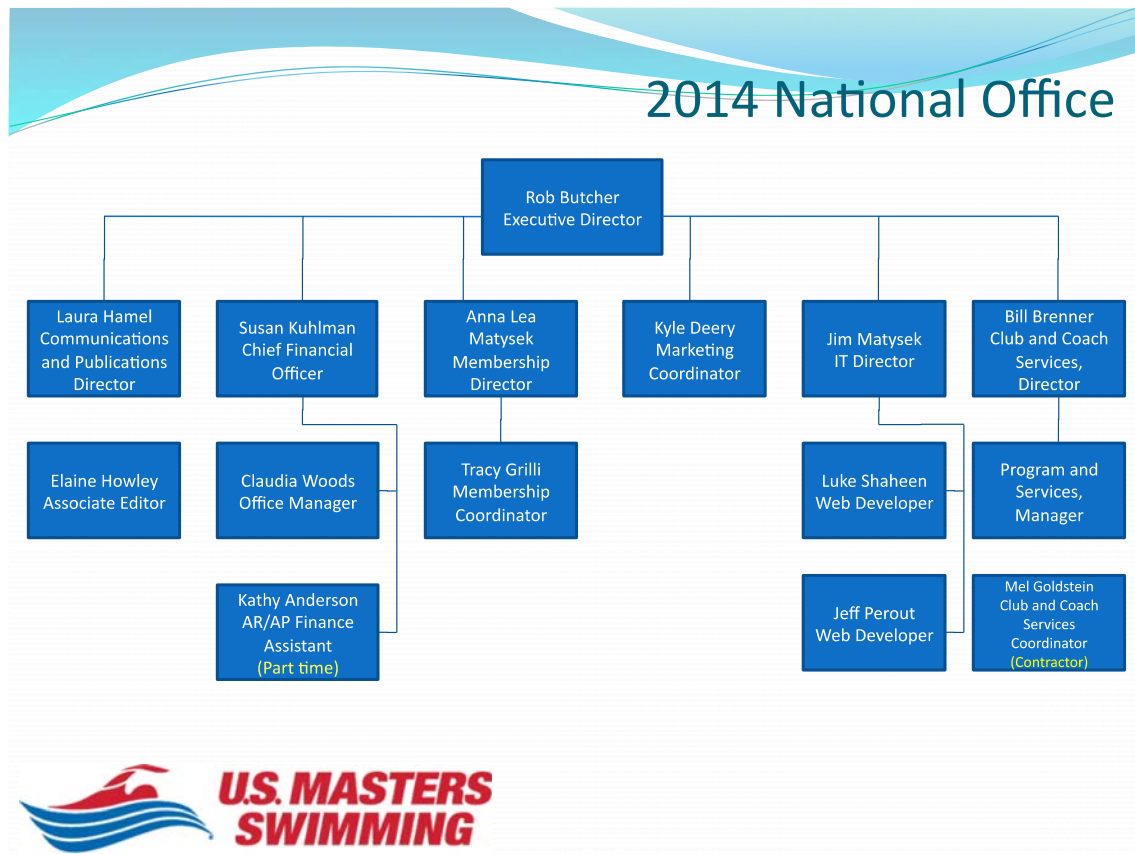 2014 National Office
Rob Butcher
Executive Director
Laura Hamel
Communications
and Publications
Director
Susan Kuhlman
Chief Financial
Officer
Anna Lea
Matysek
Membership
Director
Kyle Deery
Marketing
Coordinator
Jim Matysek
IT Director
Bill Brenner
Club and Coach
Services,
Director
Elaine Howley
Associate Editor
Claudia Woods
Office Manager
Tracy Grilli
Membership
Coordinator
Luke Shaheen
Web Developer
Program and
Services,
Manager
Kathy Anderson
AR/AP Finance
Assistant
(Part time)
Jeff Perout
Web Developer
Mel Goldstein
Club and Coach
Services
Coordinator
(Contractor)
U.S. MASTERS
SWIMMING